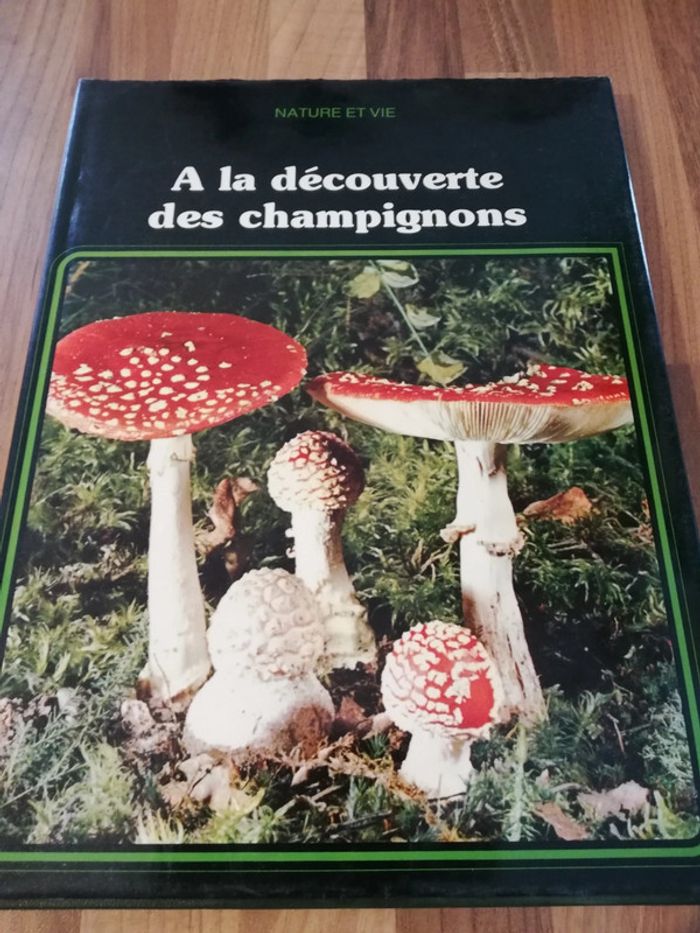 NATURE ET VIE
A la découverte
des champignons